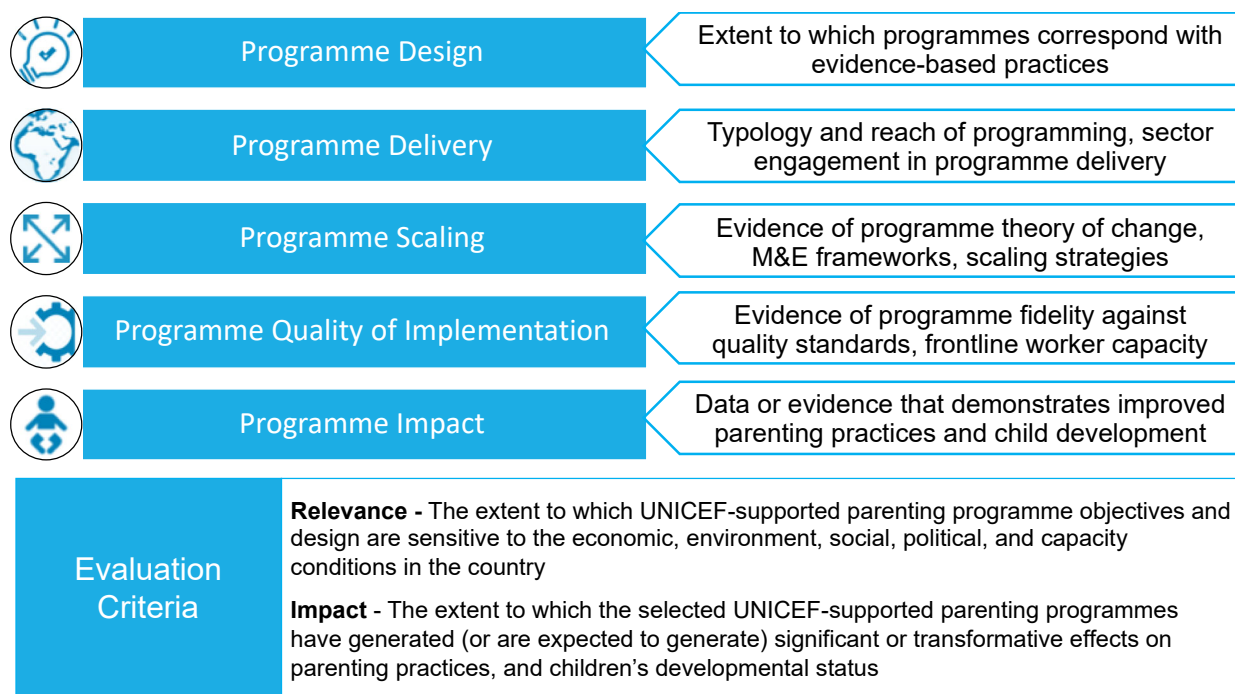 Programme Design
Extent to which programmes correspond with
evidence-based practices
Programme Delivery
Typology and reach of programming, sector
engagement in programme delivery
Programme Scaling
Evidence of programme theory of change,
M&E frameworks, scaling strategies
Programme Quality of Implementation
Evidence of programme fidelity against
quality standards, frontline worker capacity
Programme Impact
Data or evidence that demonstrates improved
parenting practices and child development
Evaluation
Criteria
Relevance - The extent to which UNICEF-supported parenting programme objectives and
design are sensitive to the economic, environment, social, political, and capacity
conditions in the country
Impact - The extent to which the selected UNICEF-supported parenting programmes
have generated (or are expected to generate) significant or transformative effects on
parenting practices, and children’s developmental status